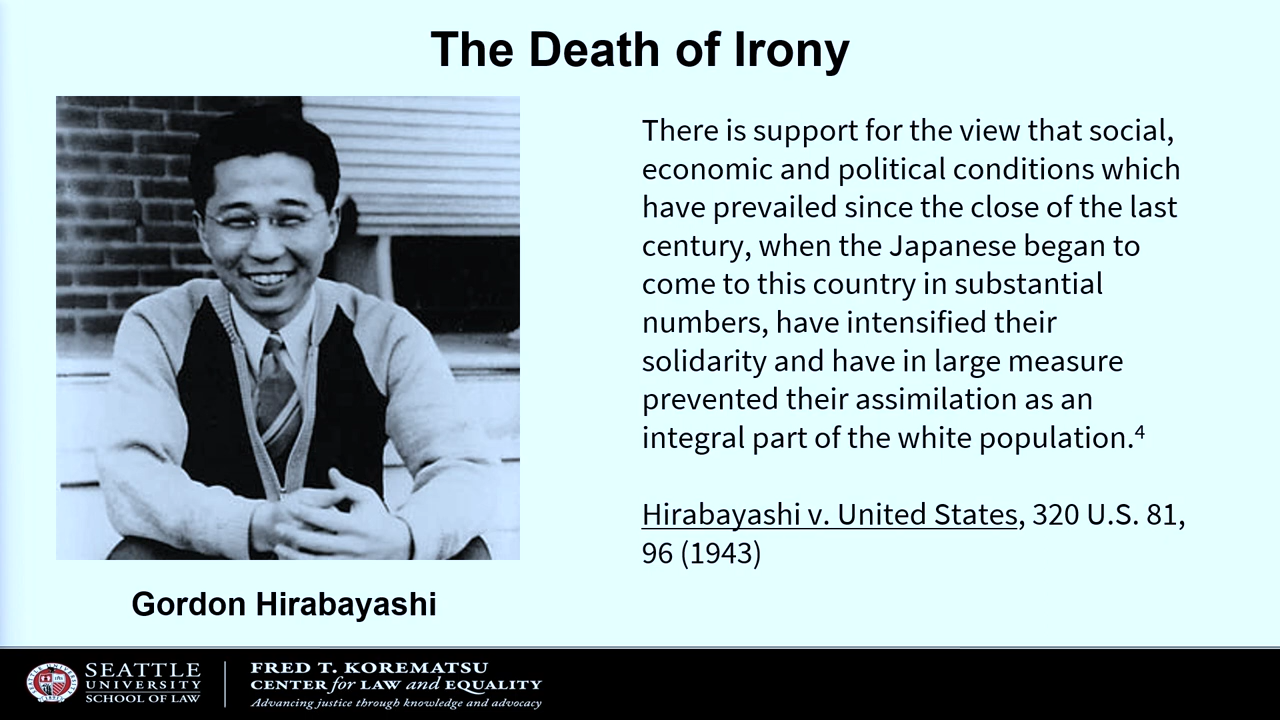 The Death of Irony
There is support for the view that social,
economic and political conditions which
have prevailed since the close of the last
century, when the Japanese began to
come to this country in substantial
numbers, have intensified their
solidarity and have in large measure
prevented their assimilation as an
integral part of the white population.⁴
Hirabayashi v. United States, 320 U.S. 81,
96 (1943)
Gordon Hirabayashi
SEATTLE
UNIVERSITY
SCHOOL OF LAW
FRED T. KOREMATSU
CENTER for LAW and EQUALITY
Advancing justice through knowledge and advocacy